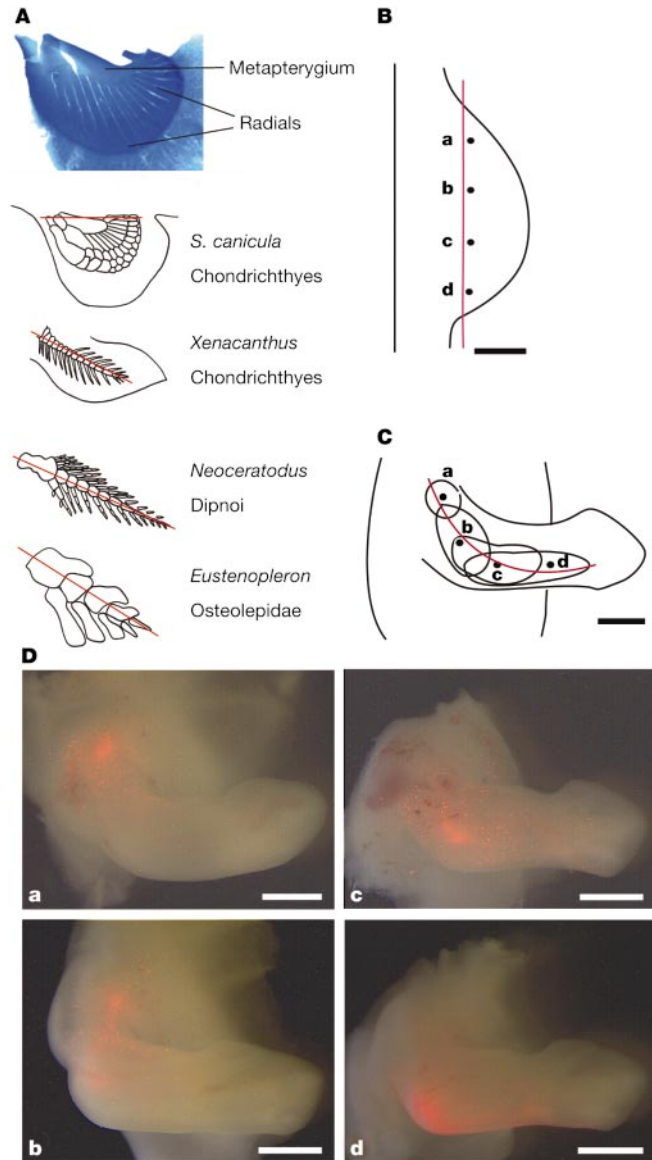 A
Metapterygium
Radials
S. canicula
Chondrichthyes
Xenacanthus
Chondrichthyes
Neoceratodus
Dipnoi
Eustenopleron
Osteolepidae
B
a
b
c
d
C
a
b
c
d
D
a
c
b
d